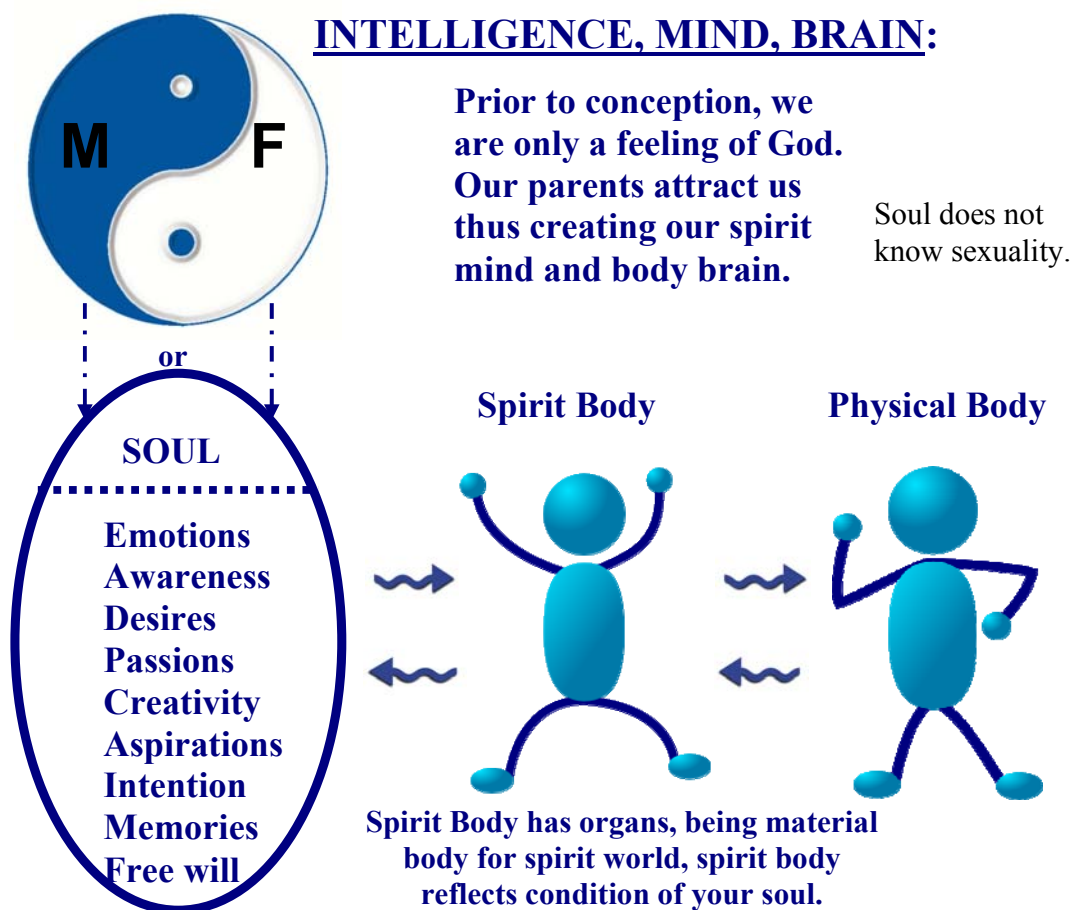 INTELLIGENCE, MIND, BRAIN:
M
F
Prior to conception, we
are only a feeling of God.
Our parents attract us
thus creating our spirit
mind and body brain.
Soul does not
know sexuality.
or
SOUL
Emotions
Awareness
Desires
Passions
Creativity
Aspirations
Intention
Memories
Free will
Spirit Body
Physical Body
Spirit Body has organs, being material
body for spirit world, spirit body
reflects condition of your soul.